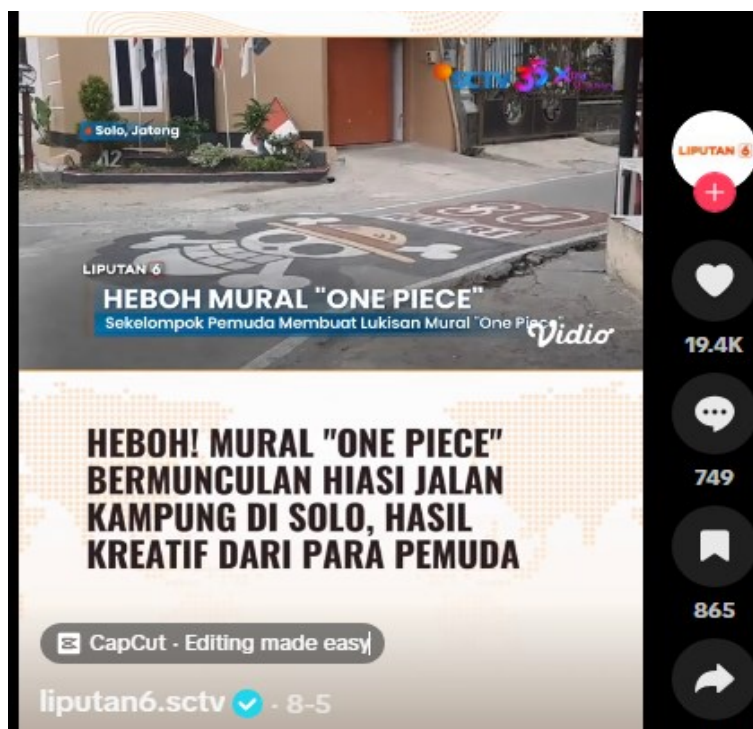 SCTV 35 X
Solo, Jateng
LIPUTAN 6
LIPUTAN 6
HEBOH MURAL "ONE PIECE"
Sekelompok Pemuda Membuat Lukisan Mural "One Piece"
Vidio
19.4K
HEBOH! MURAL "ONE PIECE"
BERMUNCULAN HIASI JALAN
KAMPUNG DI SOLO, HASIL
KREATIF DARI PARA PEMUDA
749
865
CapCut · Editing made easy
liputan6.sctv · 8-5